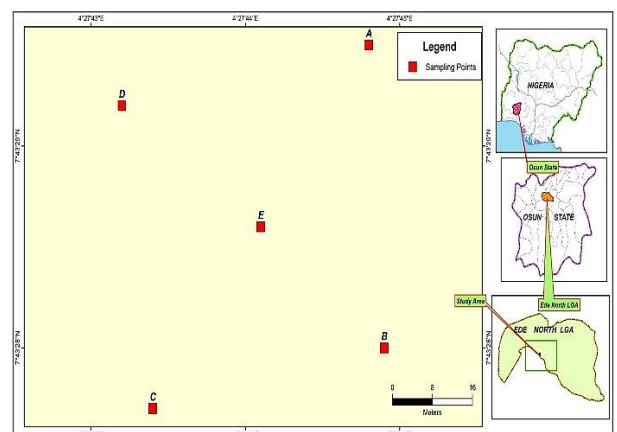 4°27'43"E 4°27'44"E 4°27'45"E
A
Legend
Sampling Points
D
7°43'29"N 7°43'29"N
E
7°43'28"N 7°43'28"N
B
C
0 8 16
Meters
NIGERIA
Osun State
OSUN STATE
Ede North LGA
Study Area
EDE NORTH LGA